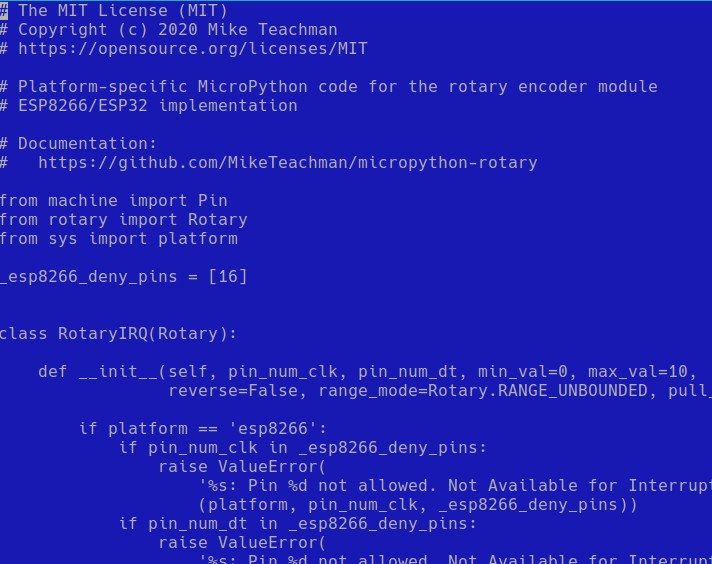 # The MIT License (MIT)
# Copyright (c) 2020 Mike Teachman
# https://opensource.org/licenses/MIT

# Platform-specific MicroPython code for the rotary encoder module
# ESP8266/ESP32 implementation

# Documentation:
#   https://github.com/MikeTeachman/micropython-rotary

from machine import Pin
from rotary import Rotary
from sys import platform

_esp8266_deny_pins = [16]


class RotaryIRQ(Rotary):

    def __init__(self, pin_num_clk, pin_num_dt, min_val=0, max_val=10,
                 reverse=False, range_mode=Rotary.RANGE_UNBOUNDED, pull_

        if platform == 'esp8266':
            if pin_num_clk in _esp8266_deny_pins:
                raise ValueError(
                    '%s: Pin %d not allowed. Not Available for Interrupt
                    (platform, pin_num_clk, _esp8266_deny_pins))
            if pin_num_dt in _esp8266_deny_pins:
                raise ValueError(
                    '%s: Pin %d not allowed. Not Available for Interrupt